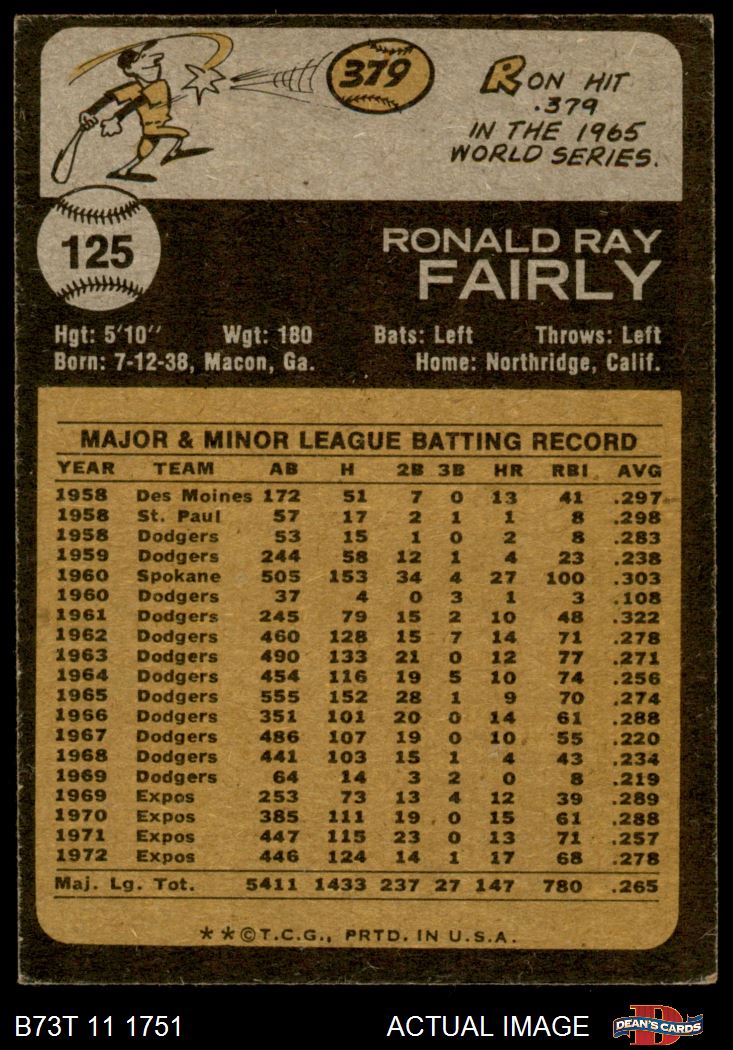 379
RON HIT
.379
IN THE 1965
WORLD SERIES.
125
RONALD RAY
FAIRLY
Hgt: 5'10" Wgt: 180 Bats: Left Throws: Left
Born: 7-12-38, Macon, Ga. Home: Northridge, Calif.
MAJOR & MINOR LEAGUE BATTING RECORD
YEAR TEAM AB H 2B 3B HR RBI AVG
1958 Des Moines 172 51 7 0 13 41 .297
1958 St. Paul 57 17 2 1 1 8 .298
1958 Dodgers 53 15 1 0 2 8 .283
1959 Dodgers 244 58 12 1 4 23 .238
1960 Spokane 505 153 34 4 27 100 .303
1960 Dodgers 37 4 0 3 1 3 .108
1961 Dodgers 245 79 15 2 10 48 .322
1962 Dodgers 460 128 15 7 14 71 .278
1963 Dodgers 490 133 21 0 12 77 .271
1964 Dodgers 454 116 19 5 10 74 .256
1965 Dodgers 555 152 28 1 9 70 .274
1966 Dodgers 351 101 20 0 14 61 .288
1967 Dodgers 486 107 19 0 10 55 .220
1968 Dodgers 441 103 15 1 4 43 .234
1969 Dodgers 64 14 3 2 0 8 .219
1969 Expos 253 73 13 4 12 39 .289
1970 Expos 385 111 19 0 15 61 .288
1971 Expos 447 115 23 0 13 71 .257
1972 Expos 446 124 14 1 17 68 .278
Maj. Lg. Tot. 5411 1433 237 27 147 780 .265
**©T.C.G., PRTD. IN U.S.A.
B73T 11 1751 ACTUAL IMAGE DEAN'S CARDS